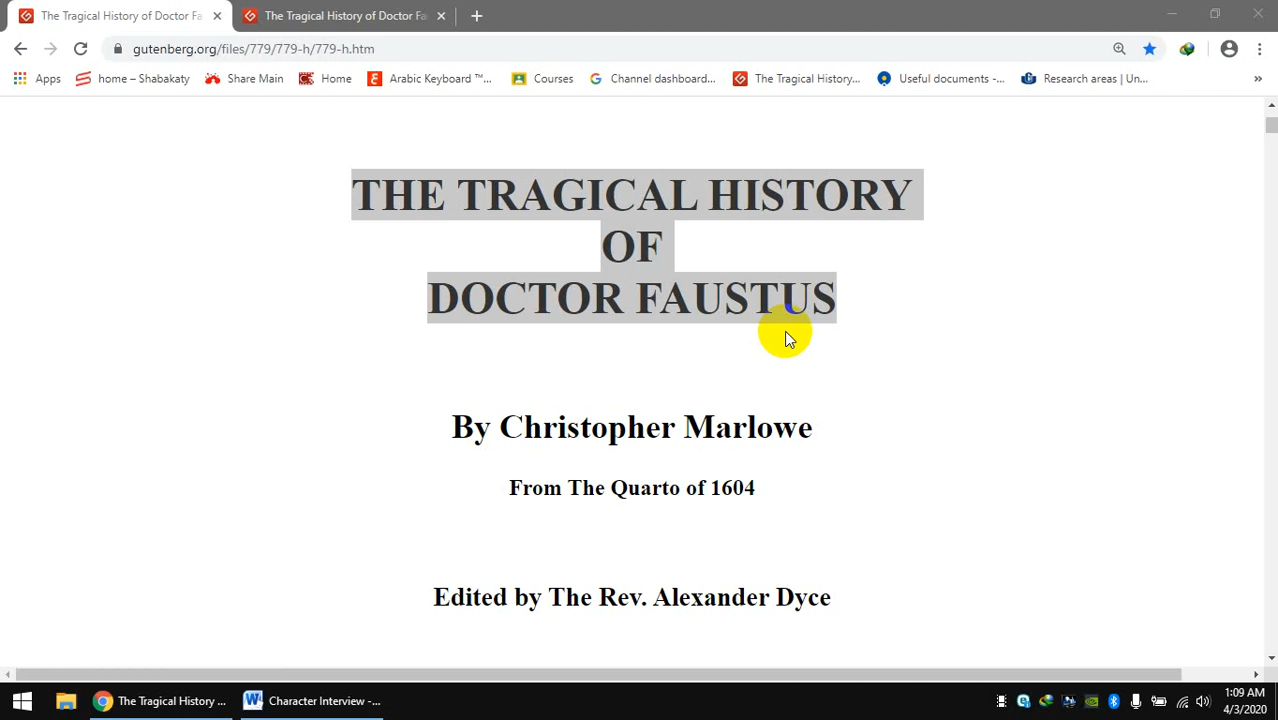 The Tragical History of Doctor Fa
The Tragical History of Doctor Fa
gutenberg.org/files/779/779-h/779-h.htm
Apps
home – Shabakaty
Share Main
Home
Arabic Keyboard ™...
Courses
Channel dashboard...
The Tragical History...
Useful documents -...
Research areas | Un...
»
THE TRAGICAL HISTORY
OF
DOCTOR FAUSTUS
By Christopher Marlowe
From The Quarto of 1604
Edited by The Rev. Alexander Dyce
The Tragical History ...
Character Interview -...
1:09 AM
4/3/2020